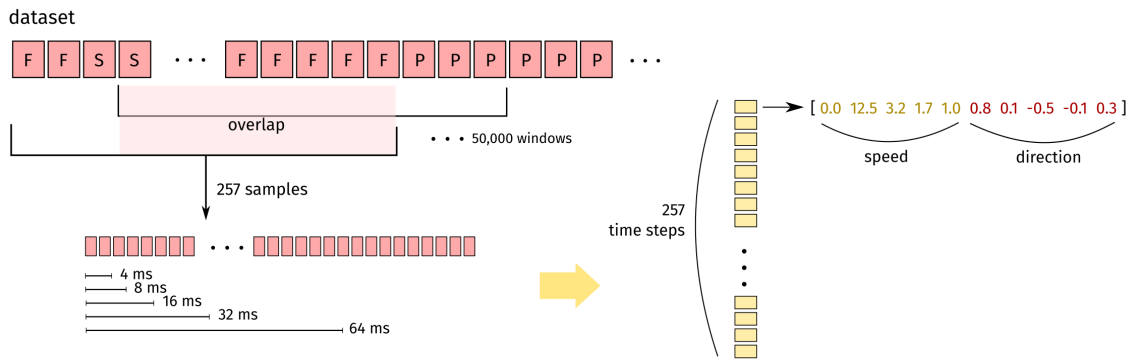 dataset
F F S S ... F F F F F P P P P P P ...
overlap
... 50,000 windows
257 samples
4 ms
8 ms
16 ms
32 ms
64 ms
257
time steps
[ 0.0 12.5 3.2 1.7 1.0 0.8 0.1 -0.5 -0.1 0.3 ]
speed
direction